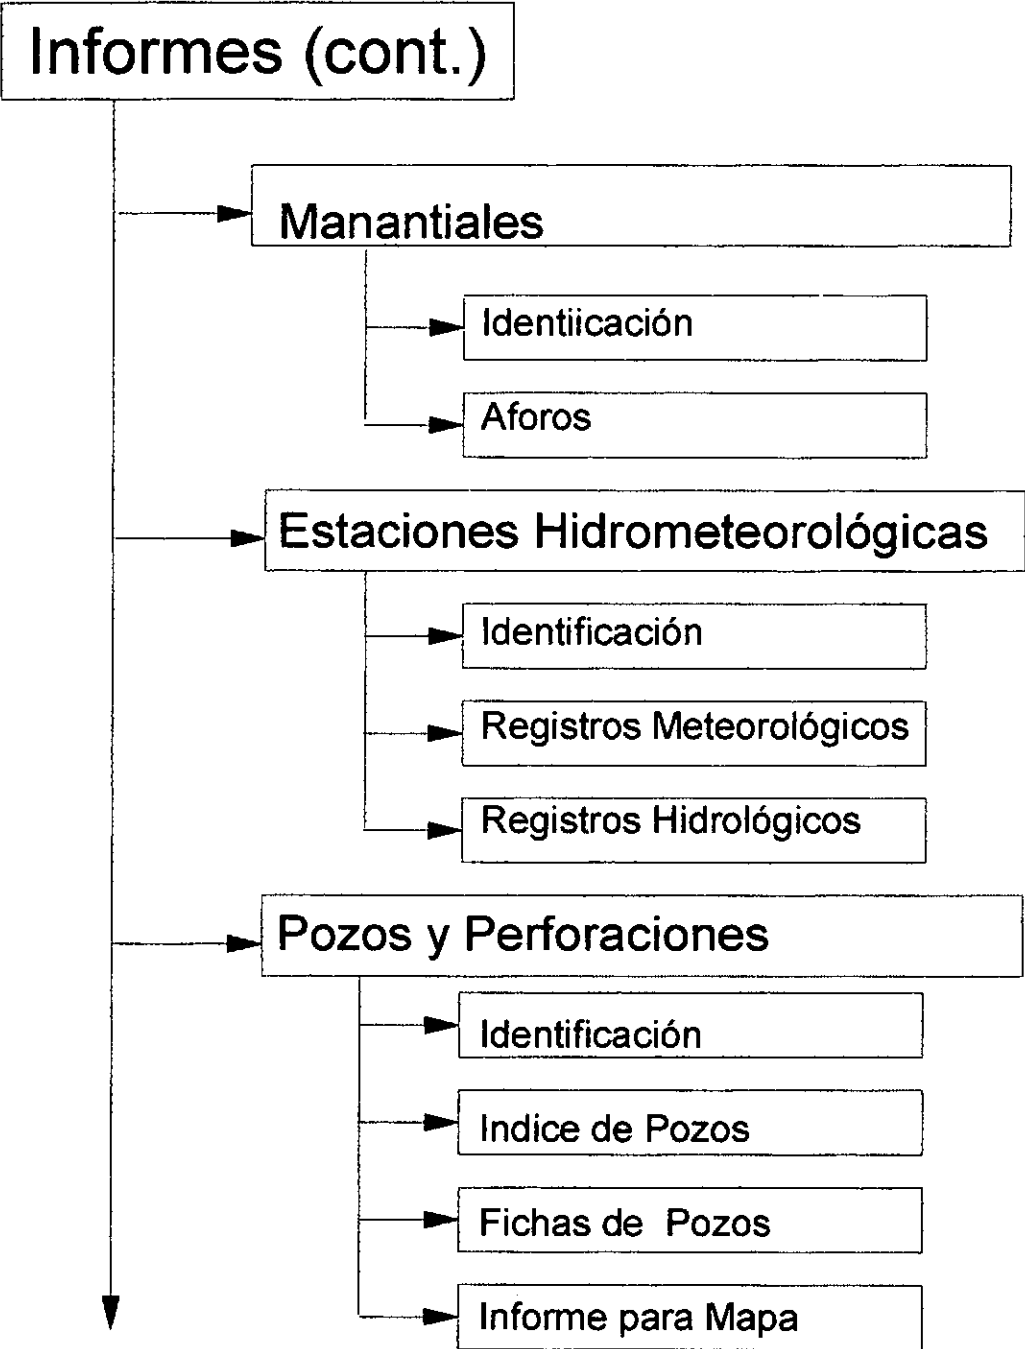 Informes (cont.)
Manantiales
Identiicación
Aforos
Estaciones Hidrometeorológicas
Identificación
Registros Meteorológicos
Registros Hidrológicos
Pozos y Perforaciones
Identificación
Indice de Pozos
Fichas de Pozos
Informe para Mapa